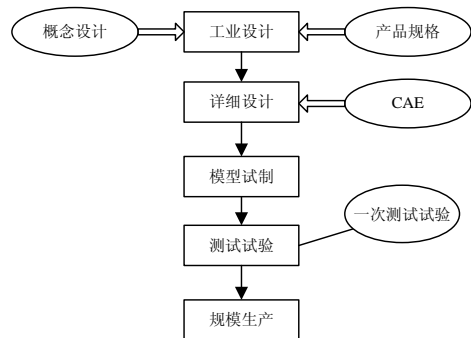 概念设计
工业设计
产品规格
详细设计
CAE
模型试制
一次测试试验
测试试验
规模生产